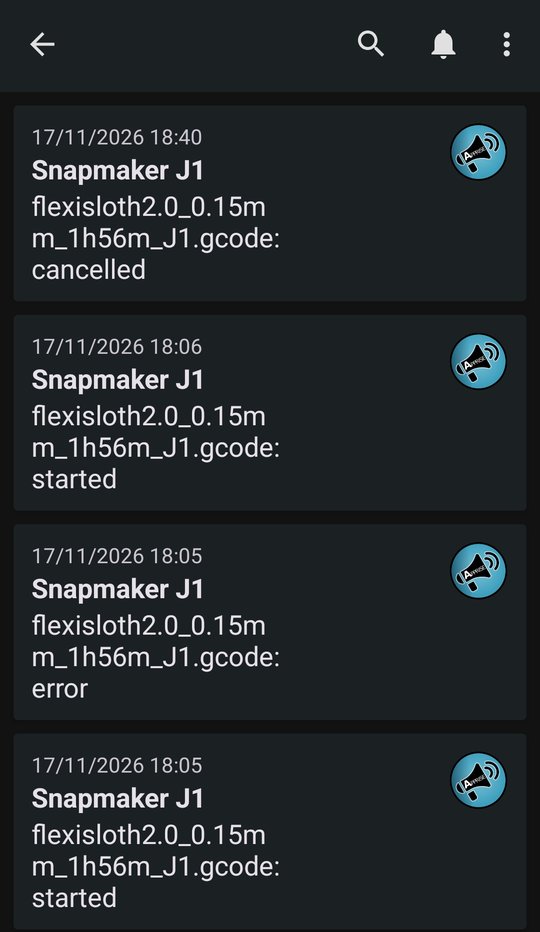 17/11/2026 18:40
Snapmaker J1
flexisloth2.0_0.15m
m_1h56m_J1.gcode:
cancelled
17/11/2026 18:06
Snapmaker J1
flexisloth2.0_0.15m
m_1h56m_J1.gcode:
started
17/11/2026 18:05
Snapmaker J1
flexisloth2.0_0.15m
m_1h56m_J1.gcode:
error
17/11/2026 18:05
Snapmaker J1
flexisloth2.0_0.15m
m_1h56m_J1.gcode:
started